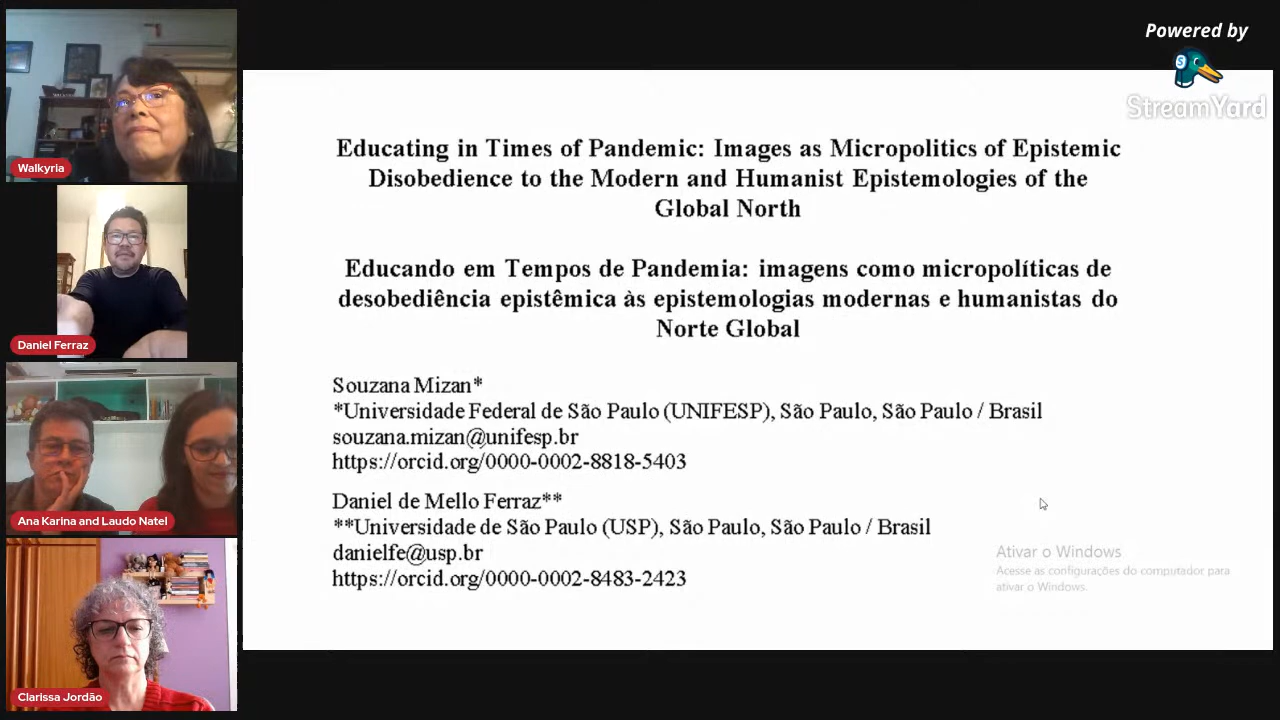 Powered by
StreamYard
Walkyria
Daniel Ferraz
Ana Karina and Laudo Natel
Clarissa Jordão
Educating in Times of Pandemic: Images as Micropolitics of Epistemic
Disobedience to the Modern and Humanist Epistemologies of the
Global North
Educando em Tempos de Pandemia: imagens como micropolíticas de
desobediência epistêmica às epistemologias modernas e humanistas do
Norte Global
Souzana Mizan*
*Universidade Federal de São Paulo (UNIFESP), São Paulo, São Paulo / Brasil
souzana.mizan@unifesp.br
https://orcid.org/0000-0002-8818-5403
Daniel de Mello Ferraz**
**Universidade de São Paulo (USP), São Paulo, São Paulo / Brasil
danielfe@usp.br
https://orcid.org/0000-0002-8483-2423
Ativar o Windows
Acesse as configurações do computador para
ativar o Windows.